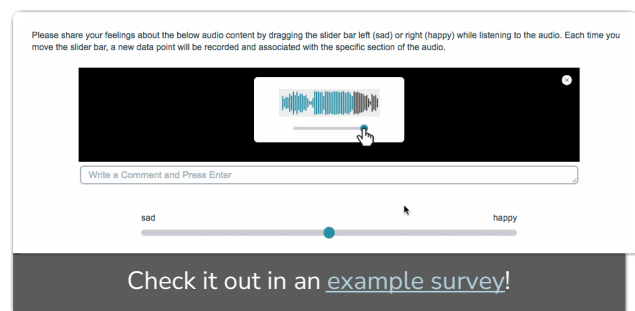 Please share your feelings about the below audio content by dragging the slider bar left (sad) or right (happy) while listening to the audio. Each time you
move the slider bar, a new data point will be recorded and associated with the specific section of the audio.
Write a Comment and Press Enter
sad happy
Check it out in an example survey!